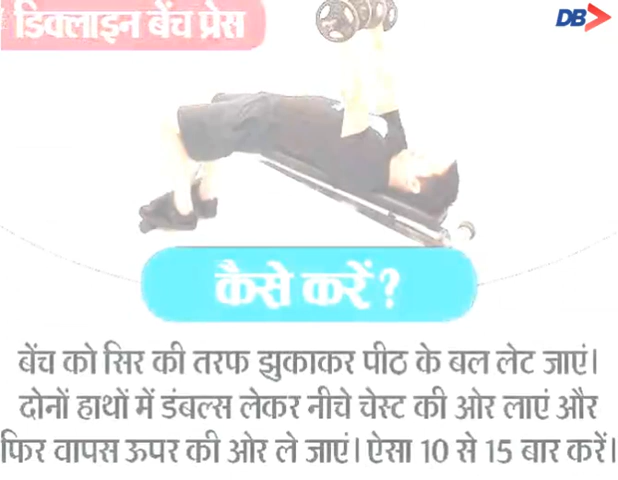 डिक्लाइन बेंच प्रेस
DB
कैसे करें?
बेंच को सिर की तरफ झुकाकर पीठ के बल लेट जाएं।
दोनों हाथों में डंबल्स लेकर नीचे चेस्ट की ओर लाएं और
फिर वापस ऊपर की ओर ले जाएं। ऐसा 10 से 15 बार करें।